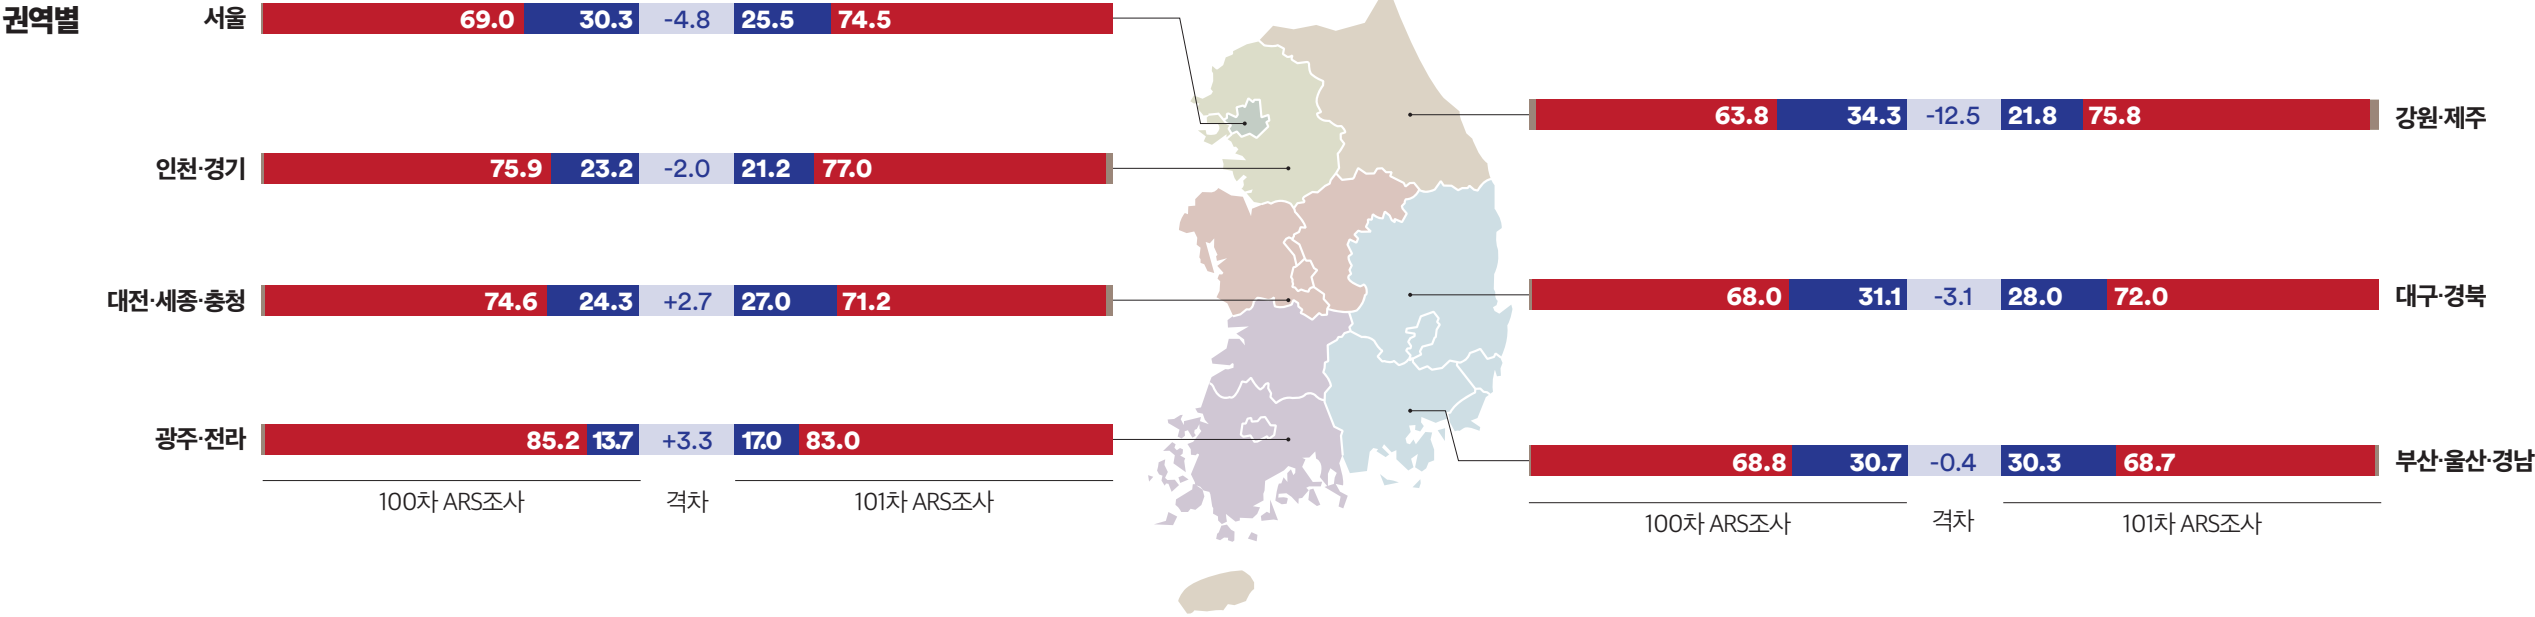 권역별
서울 69.0 30.3 -4.8 25.5 74.5
인천·경기 75.9 23.2 -2.0 21.2 77.0
대전·세종·충청 74.6 24.3 +2.7 27.0 71.2
광주·전라 85.2 13.7 +3.3 17.0 83.0
100차 ARS조사 격차 101차 ARS조사
63.8 34.3 -12.5 21.8 75.8 강원·제주
68.0 31.1 -3.1 28.0 72.0 대구·경북
68.8 30.7 -0.4 30.3 68.7 부산·울산·경남
100차 ARS조사 격차 101차 ARS조사